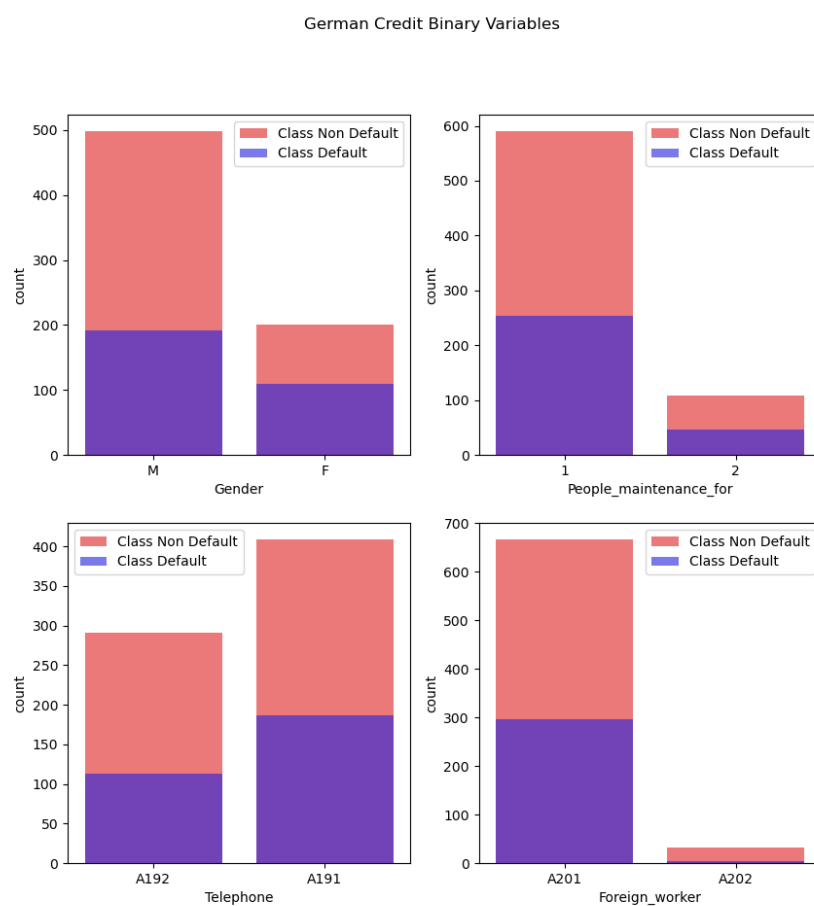 German Credit Binary Variables
500
400
300
200
100
0
count
Class Non Default
Class Default
M
F
Gender
600
500
400
300
200
100
0
count
Class Non Default
Class Default
1
2
People_maintenance_for
400
350
300
250
200
150
100
50
0
count
Class Non Default
Class Default
A192
A191
Telephone
700
600
500
400
300
200
100
0
count
Class Non Default
Class Default
A201
A202
Foreign_worker